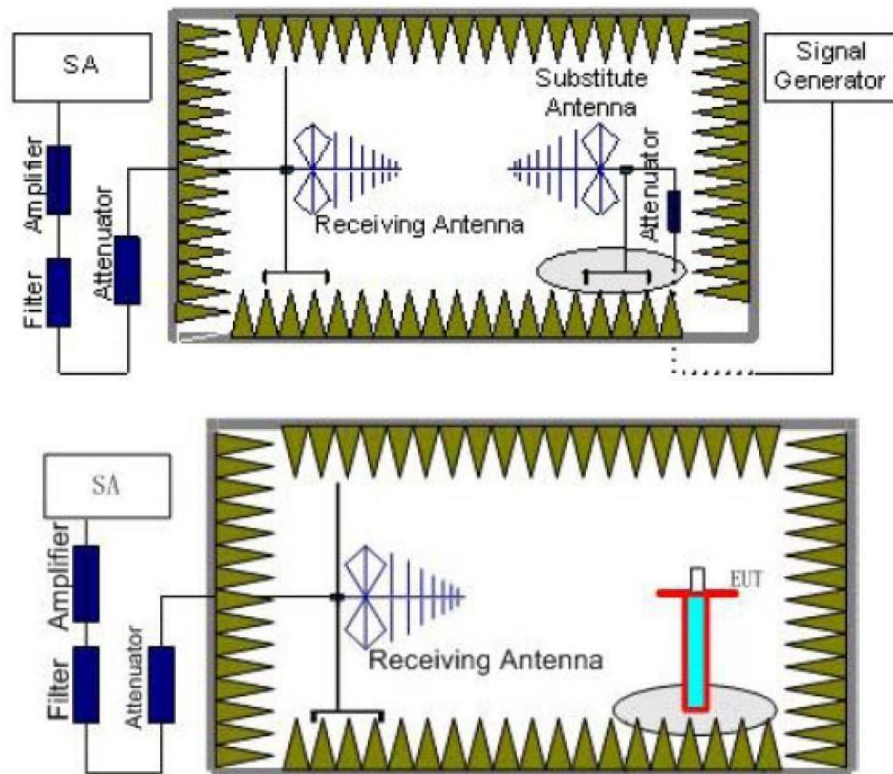 SA
Signal
Generator
Substitute
Antenna
Amplifier
Attenuator
Filter
Receiving Antenna
Attenuator
SA
Amplifier
Filter
Attenuator
Receiving Antenna
EUT